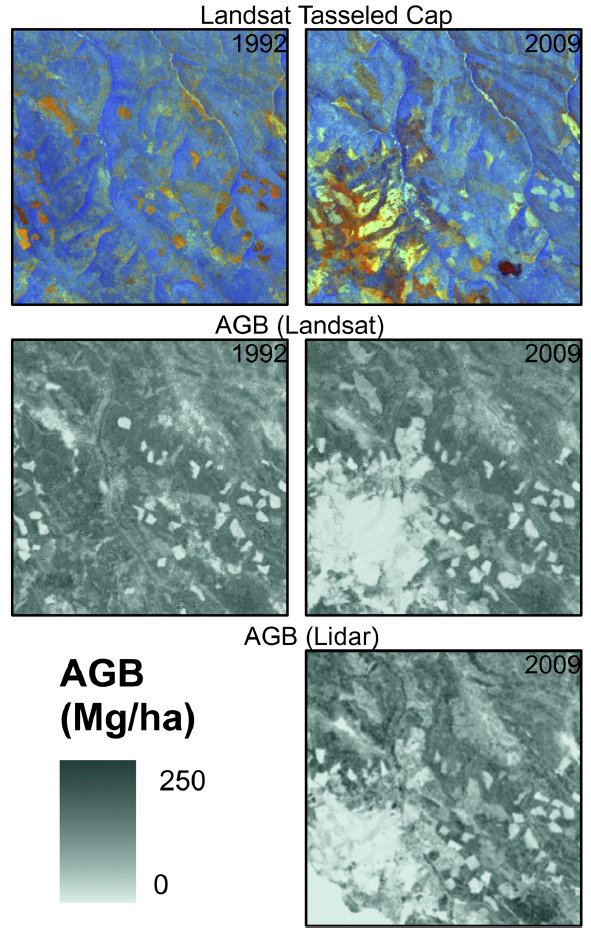 Landsat Tasseled Cap
1992
2009
AGB (Landsat)
1992
2009
AGB (Lidar)
2009
AGB
(Mg/ha)
250
0